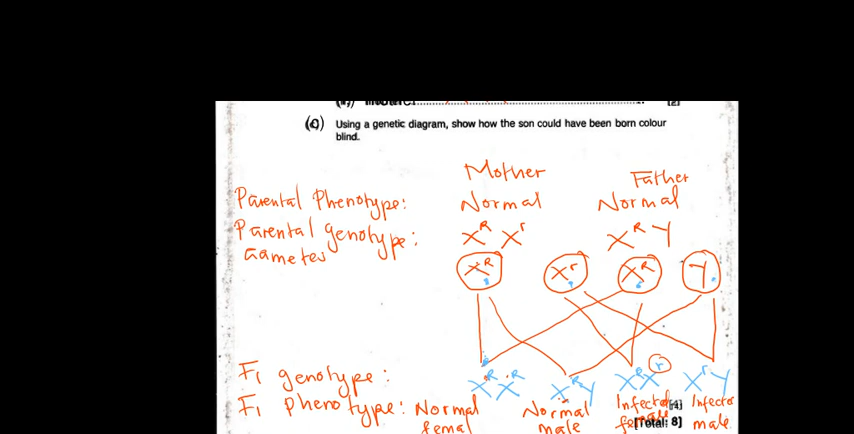 (c) Using a genetic diagram, show how the son could have been born colour
blind.
Mother Father
Parental Phenotype: Normal Normal
Parental genotype: X^R X^r X^R Y
Gametes X^R X^r X^R Y
F1 genotype: X^R X^R X^R Y X^R X^r X^r Y
F1 Phenotype: Normal Normal Infected [4] Infected
femal male female [Total: 8] male